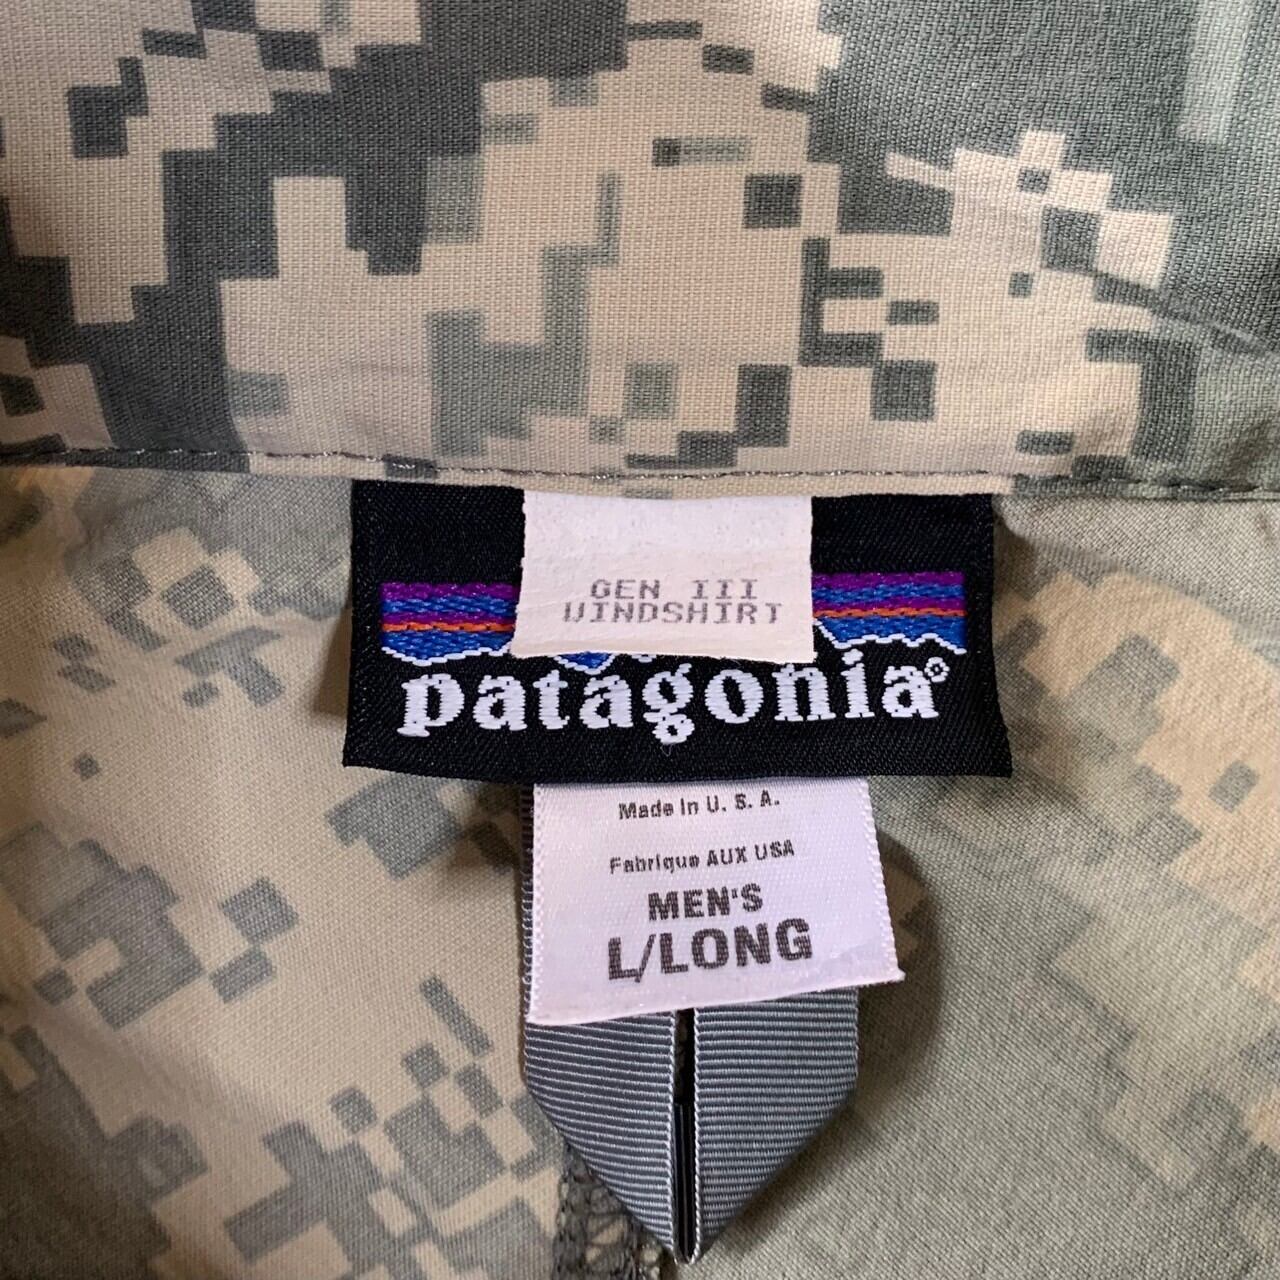 GEN III
WINDSHIRT
patagonia®
Made in U. S. A.
Fabrique AUX USA
MEN'S
L/LONG